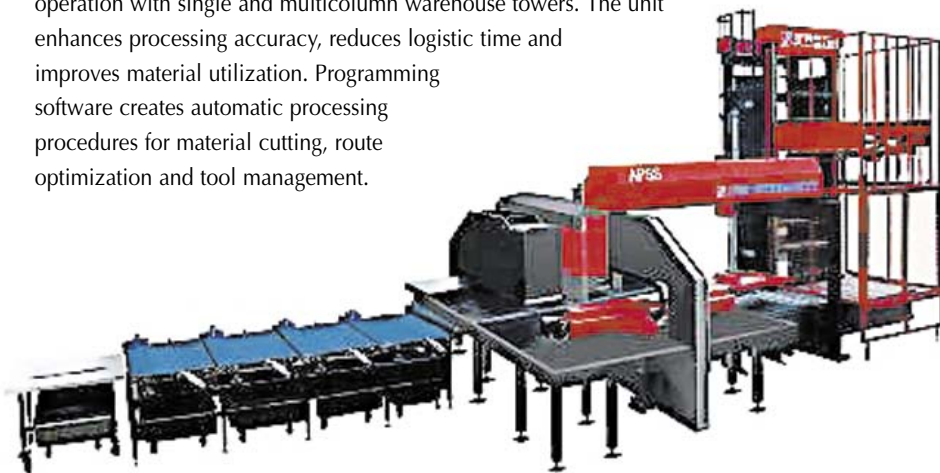 operation with single and multicolumn warehouse towers. The unit
enhances processing accuracy, reduces logistic time and
improves material utilization. Programming
software creates automatic processing
procedures for material cutting, route
optimization and tool management.
APSS